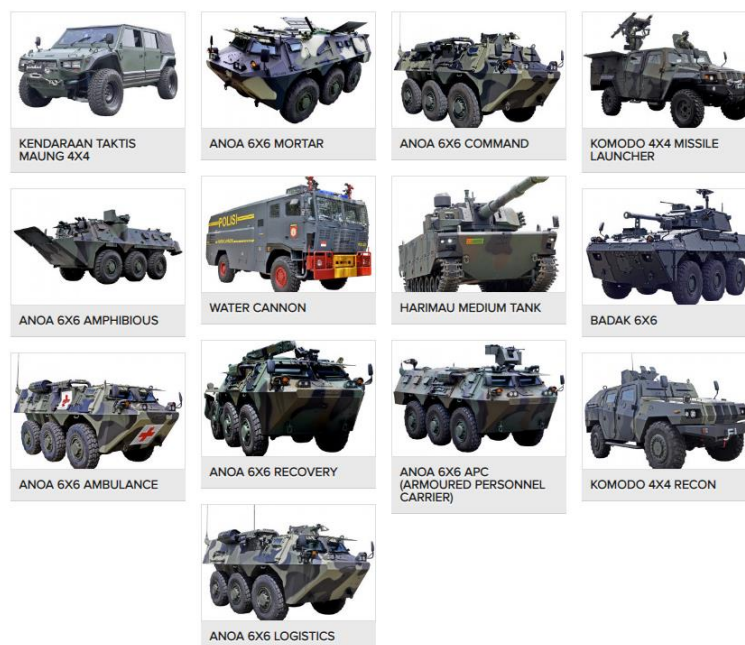 KENDARAAN TAKTIS
MAUNG 4X4
ANOA 6X6 MORTAR
ANOA 6X6 COMMAND
KOMODO 4X4 MISSILE
LAUNCHER
ANOA 6X6 AMPHIBIOUS
POLISI
WATER CANNON
HARIMAU MEDIUM TANK
BADAK 6X6
ANOA 6X6 AMBULANCE
ANOA 6X6 RECOVERY
ANOA 6X6 APC
(ARMOURED PERSONNEL
CARRIER)
KOMODO 4X4 RECON
ANOA 6X6 LOGISTICS